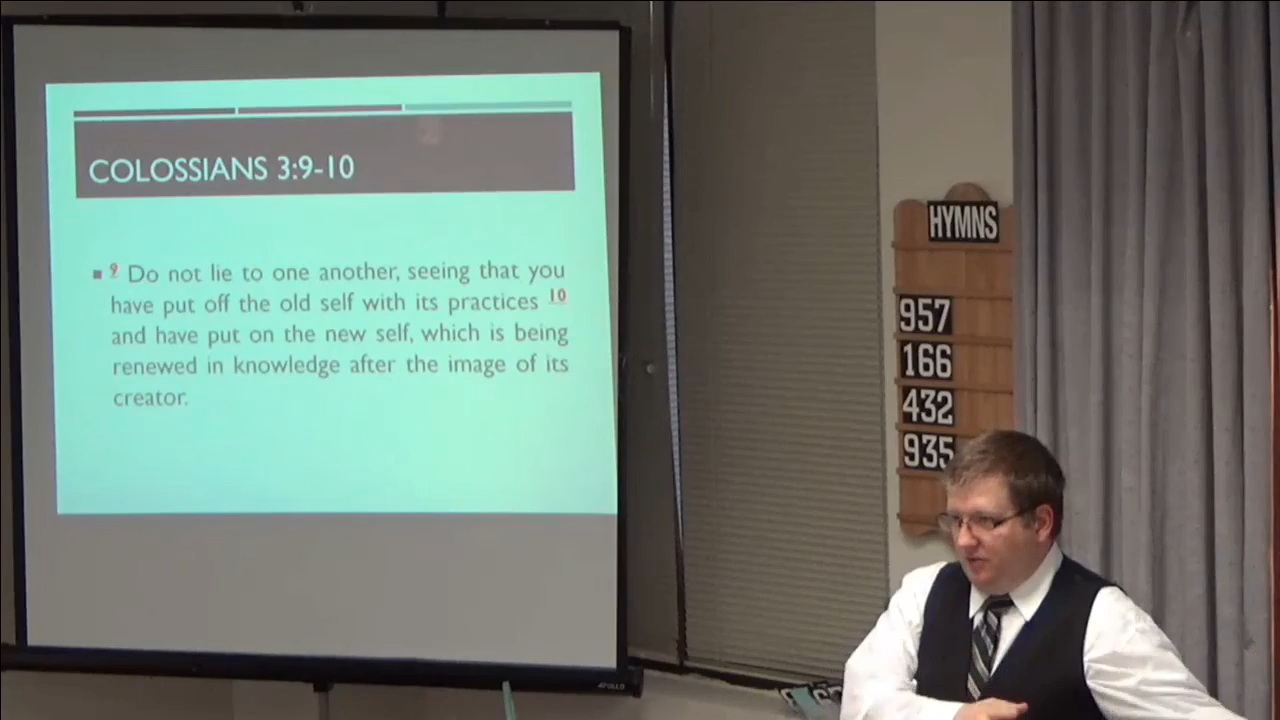 COLOSSIANS 3:9-10
9 Do not lie to one another, seeing that you
have put off the old self with its practices 10
and have put on the new self, which is being
renewed in knowledge after the image of its
creator.
HYMNS
957
166
432
935
APOLLO